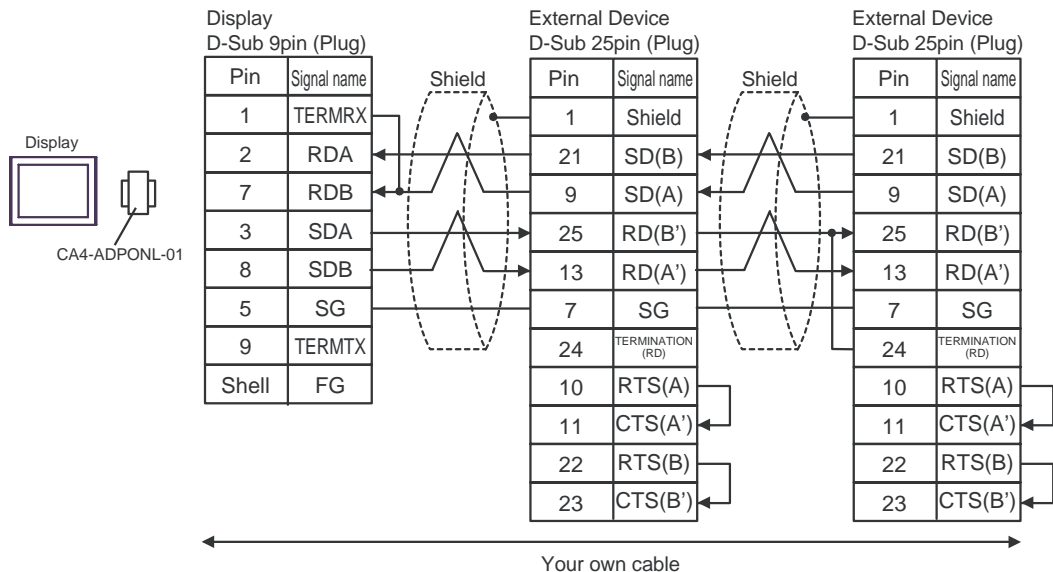 Display
D-Sub 9pin (Plug)
Pin Signal name
1 TERMRX
2 RDA
7 RDB
3 SDA
8 SDB
5 SG
9 TERMTX
Shell FG
Display
CA4-ADPONL-01
Shield
External Device
D-Sub 25pin (Plug)
Pin Signal name
1 Shield
21 SD(B)
9 SD(A)
25 RD(B’)
13 RD(A’)
7 SG
24 TERMINATION
(RD)
10 RTS(A)
11 CTS(A’)
22 RTS(B)
23 CTS(B’)
Shield
External Device
D-Sub 25pin (Plug)
Pin Signal name
1 Shield
21 SD(B)
9 SD(A)
25 RD(B’)
13 RD(A’)
7 SG
24 TERMINATION
(RD)
10 RTS(A)
11 CTS(A’)
22 RTS(B)
23 CTS(B’)
Your own cable